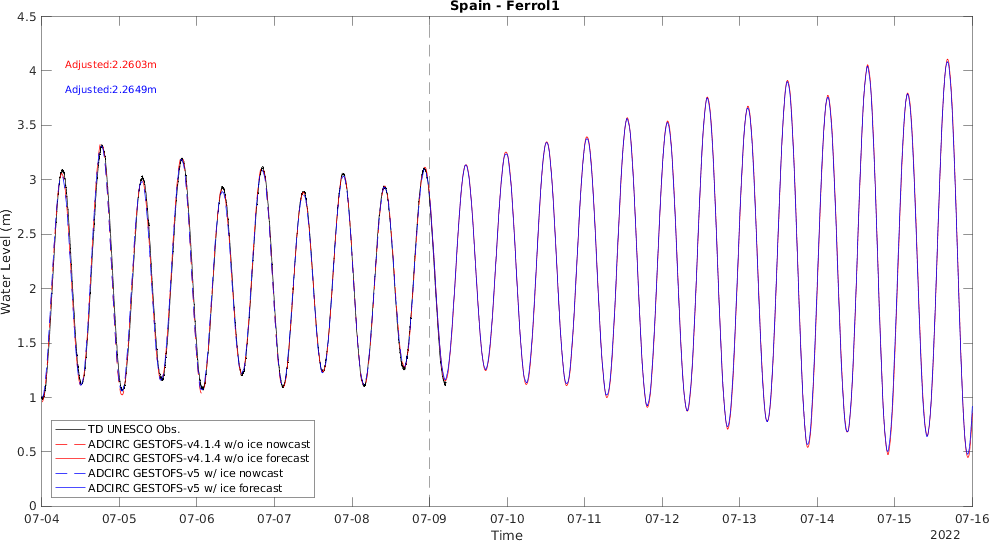 Spain - Ferrol1
4.5
4
3.5
3
2.5
2
1.5
1
0.5
0
Water Level (m)
Adjusted:2.2603m
Adjusted:2.2649m
TD UNESCO Obs.
ADCIRC GESTOFS-v4.1.4 w/o ice nowcast
ADCIRC GESTOFS-v4.1.4 w/o ice forecast
ADCIRC GESTOFS-v5 w/ ice nowcast
ADCIRC GESTOFS-v5 w/ ice forecast
07-04 07-05 07-06 07-07 07-08 07-09 07-10 07-11 07-12 07-13 07-14 07-15 07-16
Time
2022